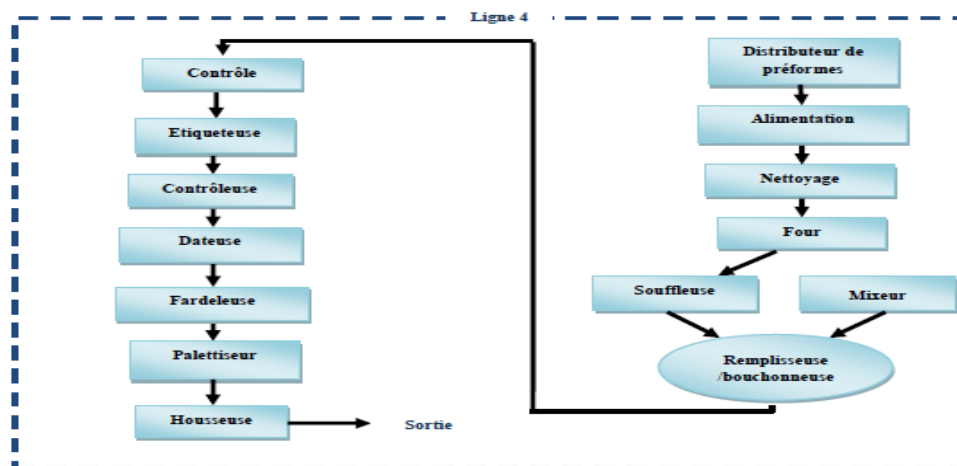 Ligne 4
Distributeur de
préformes
Alimentation
Nettoyage
Four
Souffleuse
Mixeur
Remplisseuse
/bouchonneuse
Contrôle
Etiqueteuse
Contrôleuse
Dateuse
Fardeleuse
Palettiseur
Housseuse
Sortie